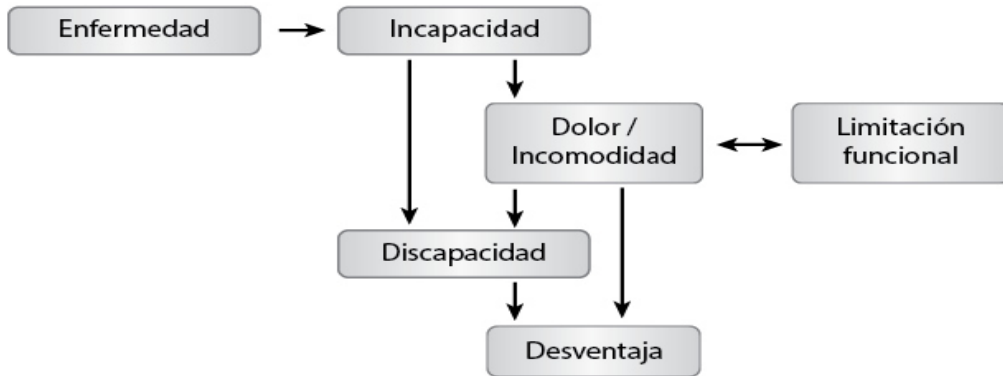 Enfermedad
Incapacidad
Dolor /
Incomodidad
Limitación
funcional
Discapacidad
Desventaja